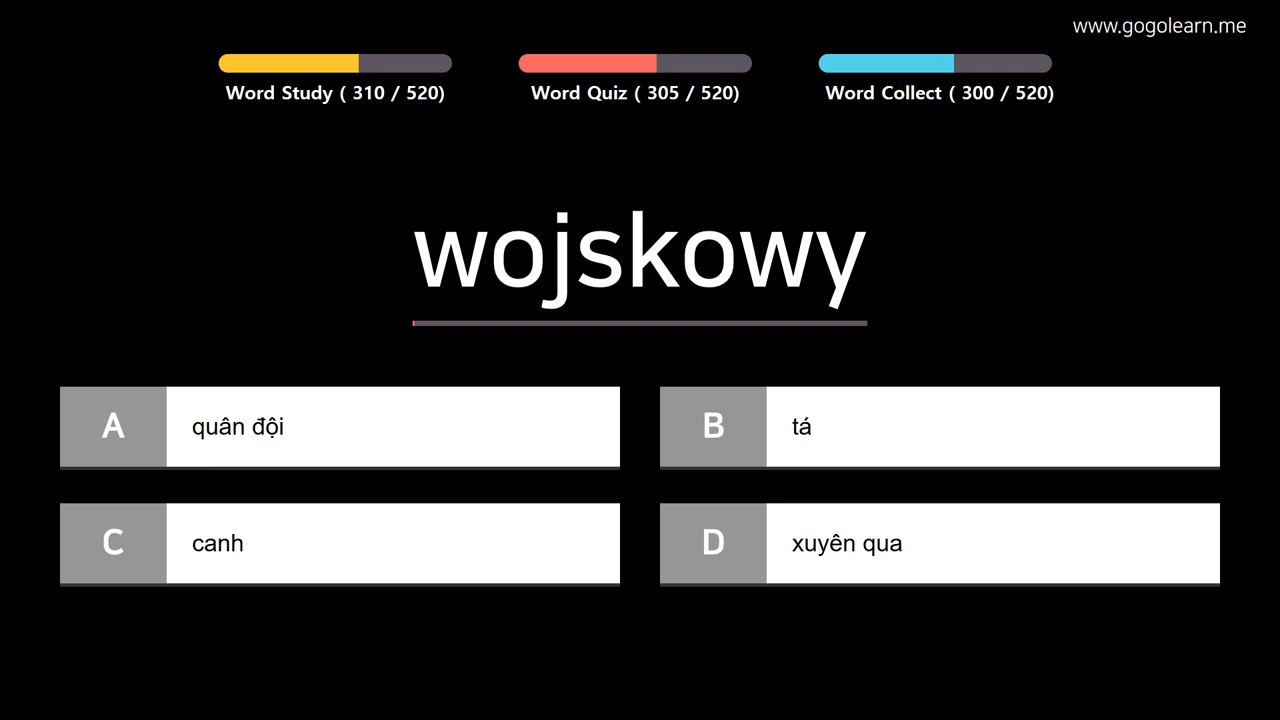 www.gogolearn.me
Word Study ( 310 / 520)
Word Quiz ( 305 / 520)
Word Collect ( 300 / 520)
wojskowy
A quân đội
B tá
C canh
D xuyên qua